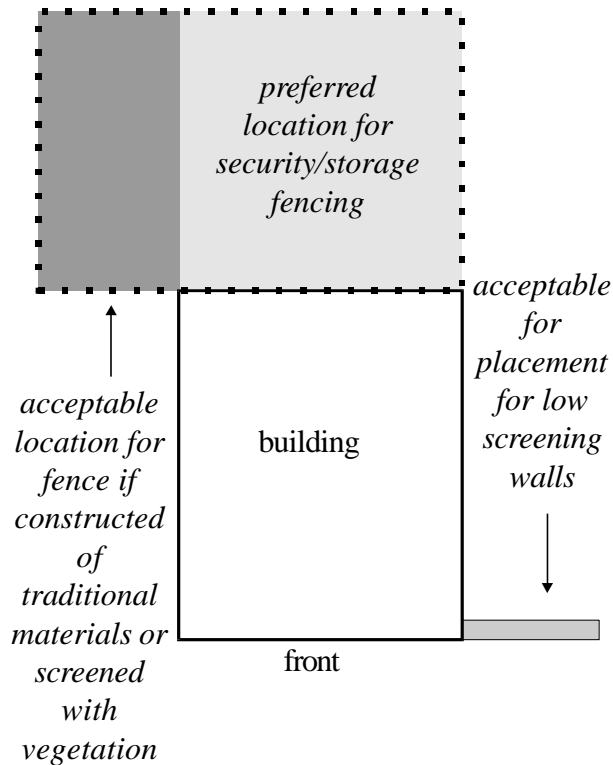 preferred
location for
security/storage
fencing
acceptable
for
placement
for low
screening
walls
acceptable
location for
fence if
constructed
of
traditional
materials or
screened
with
vegetation
building
front